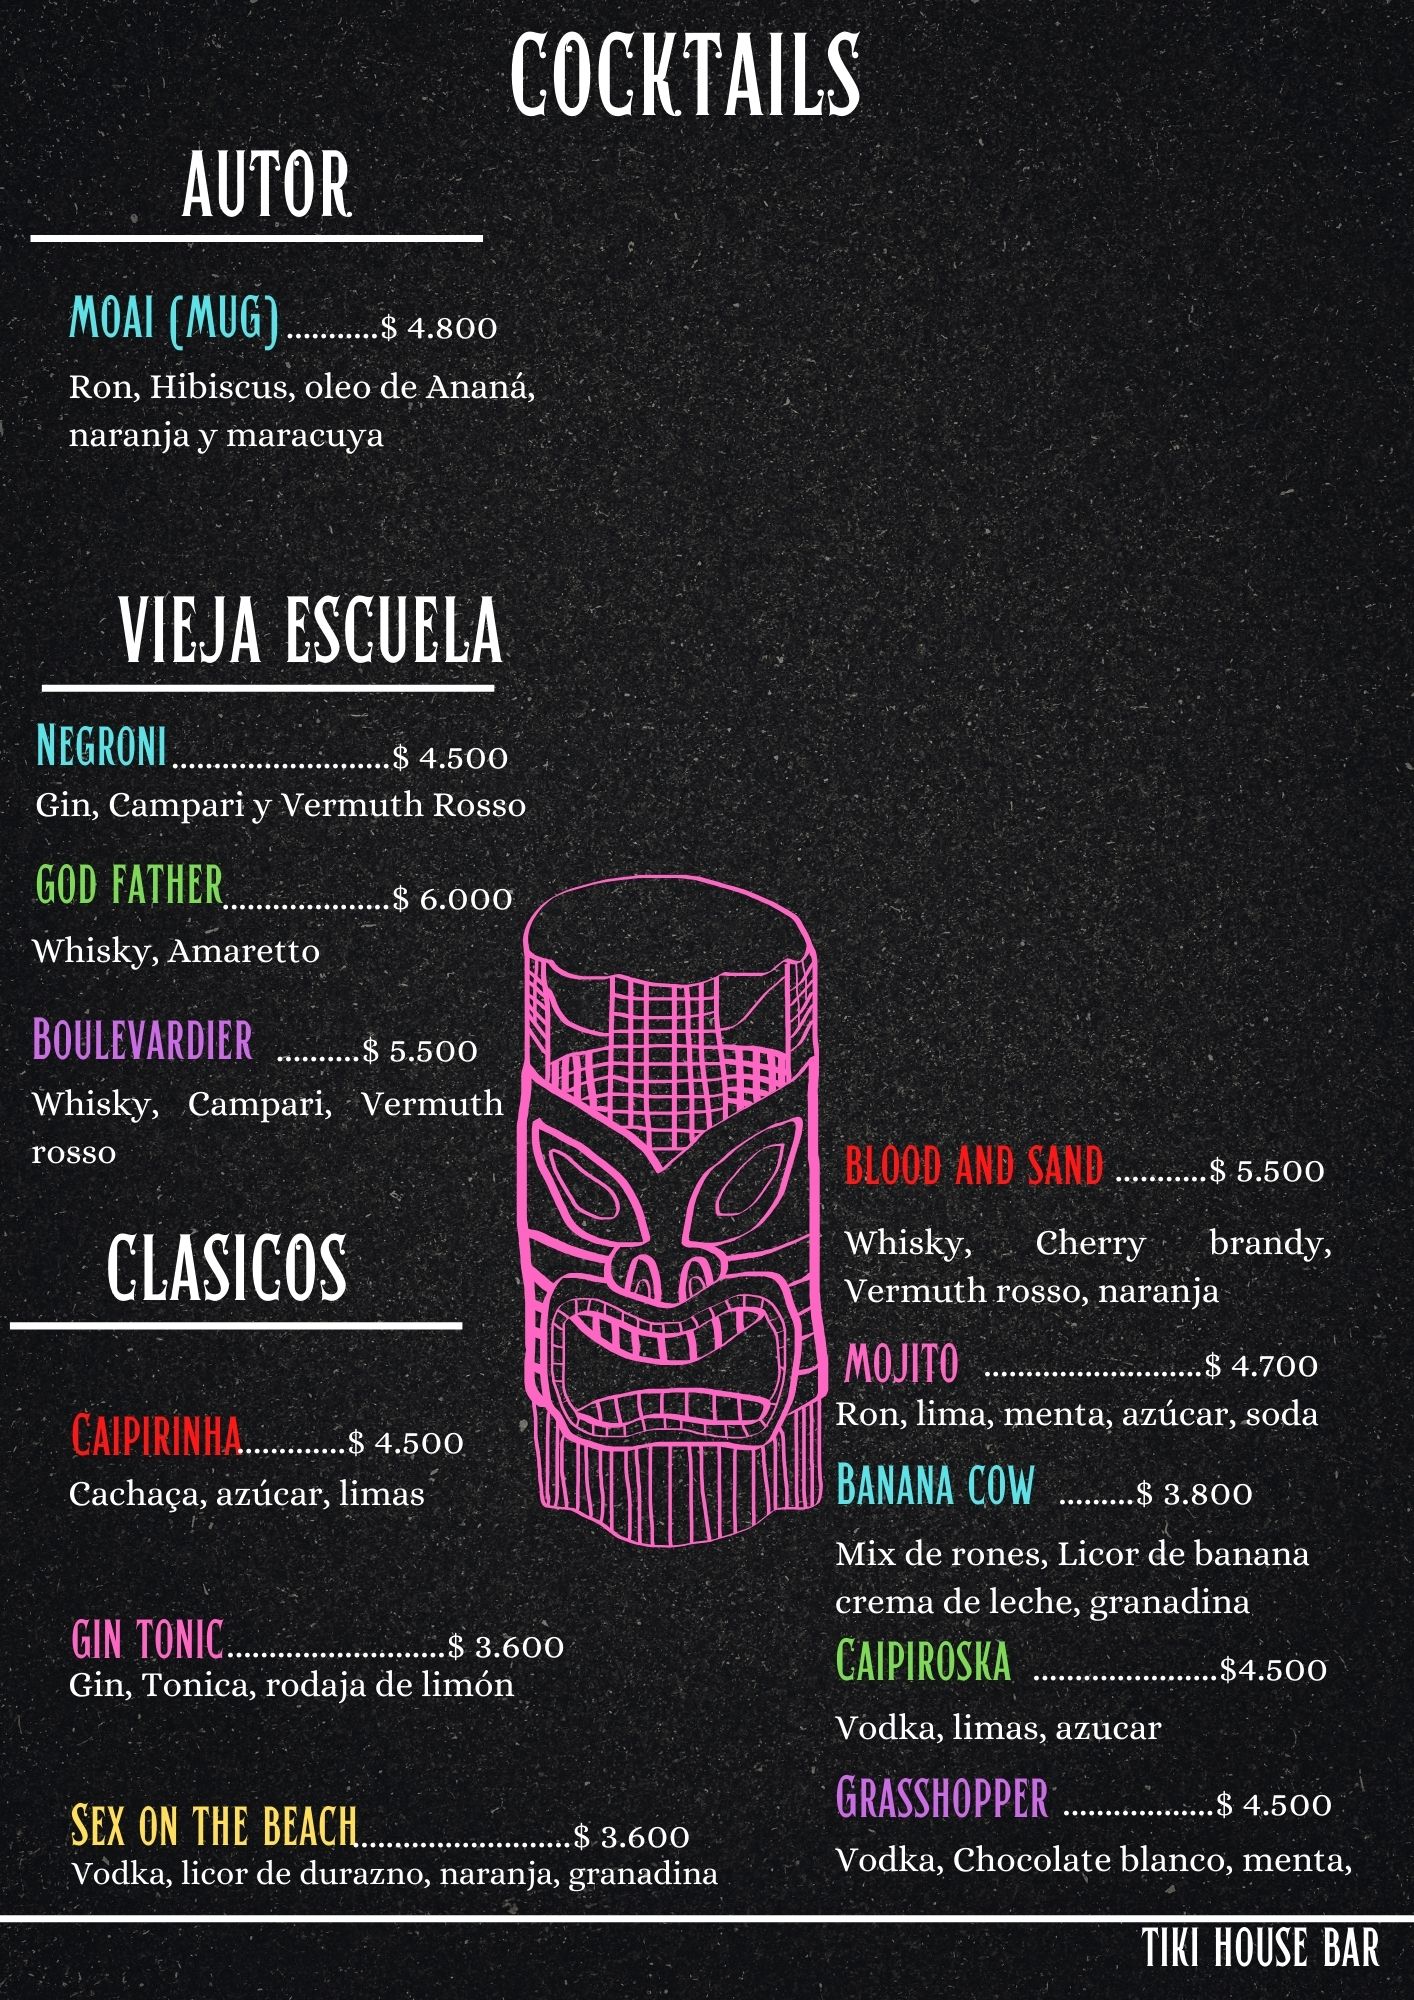 COCKTAILS
AUTOR
MOAI (MUG)...........$ 4.800
Ron, Hibiscus, oleo de Ananá,
naranja y maracuya
VIEJA ESCUELA
NEGRONI..........................$ 4.500
Gin, Campari y Vermuth Rosso
GOD FATHER....................$ 6.000
Whisky, Amaretto
BOULEVARDIER ..........$ 5.500
Whisky, Campari, Vermuth
rosso
CLASICOS
CAIPIRINHA.............$ 4.500
Cachaça, azúcar, limas
GIN TONIC..........................$ 3.600
Gin, Tonica, rodaja de limón
SEX ON THE BEACH..........................$ 3.600
Vodka, licor de durazno, naranja, granadina
BLOOD AND SAND ...........$ 5.500
Whisky, Cherry brandy,
Vermuth rosso, naranja
MOJITO ..........................$ 4.700
Ron, lima, menta, azúcar, soda
BANANA COW .........$ 3.800
Mix de rones, Licor de banana
crema de leche, granadina
CAIPIROSKA ......................$4.500
Vodka, limas, azucar
GRASSHOPPER ..................$ 4.500
Vodka, Chocolate blanco, menta,
TIKI HOUSE BAR